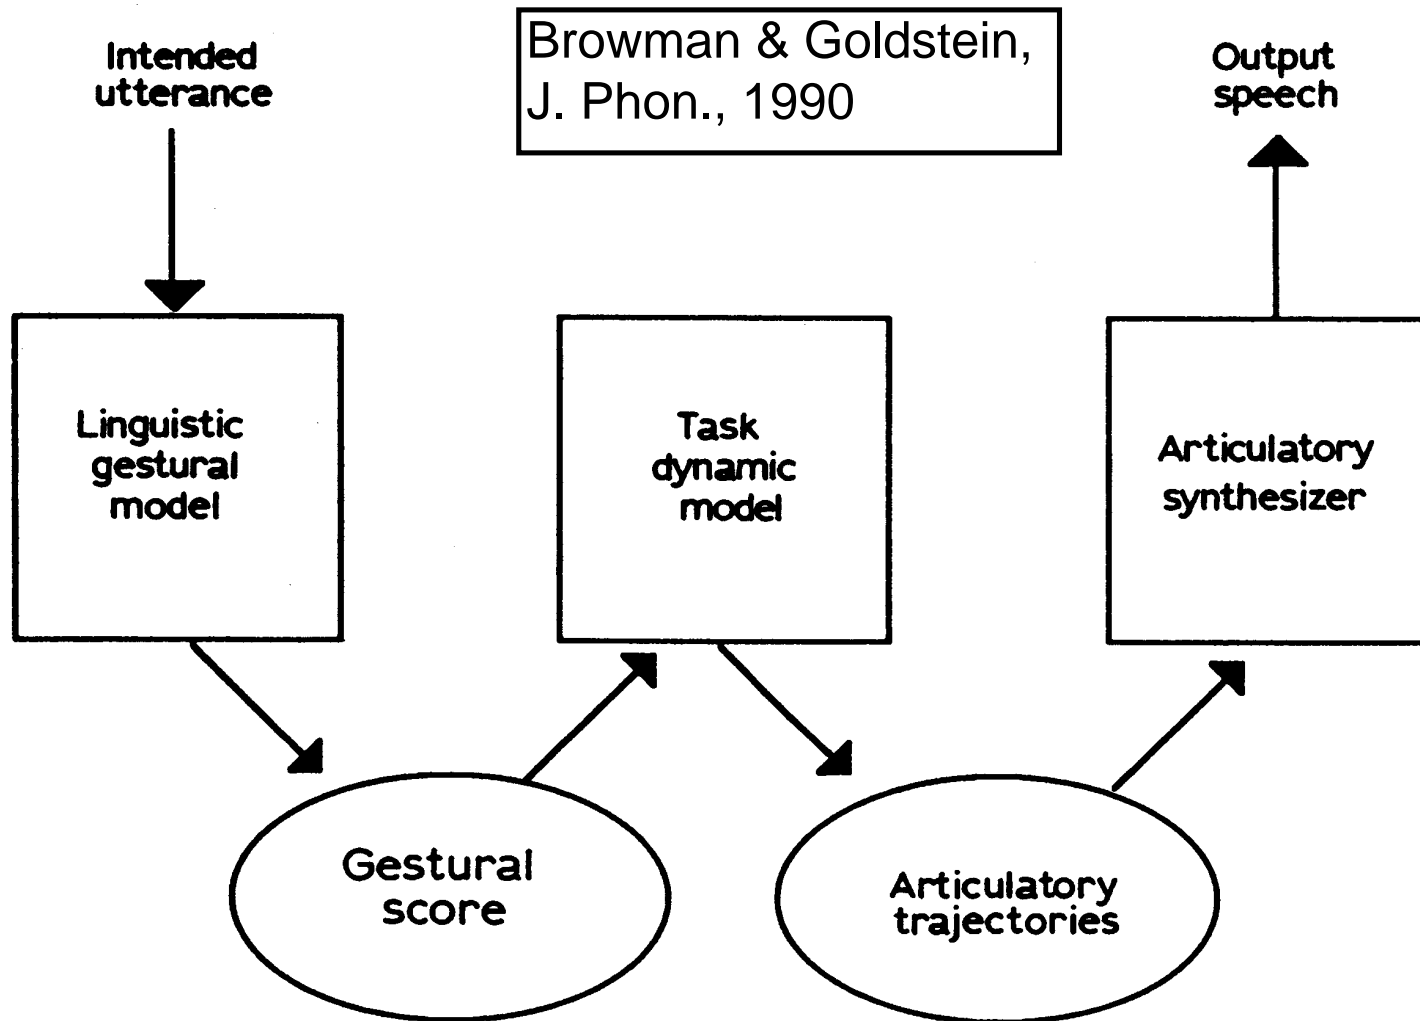 Intended
utterance
Browman & Goldstein,
J. Phon., 1990
Output
speech
Linguistic
gestural
model
Task
dynamic
model
Articulatory
synthesizer
Gestural
score
Articulatory
trajectories